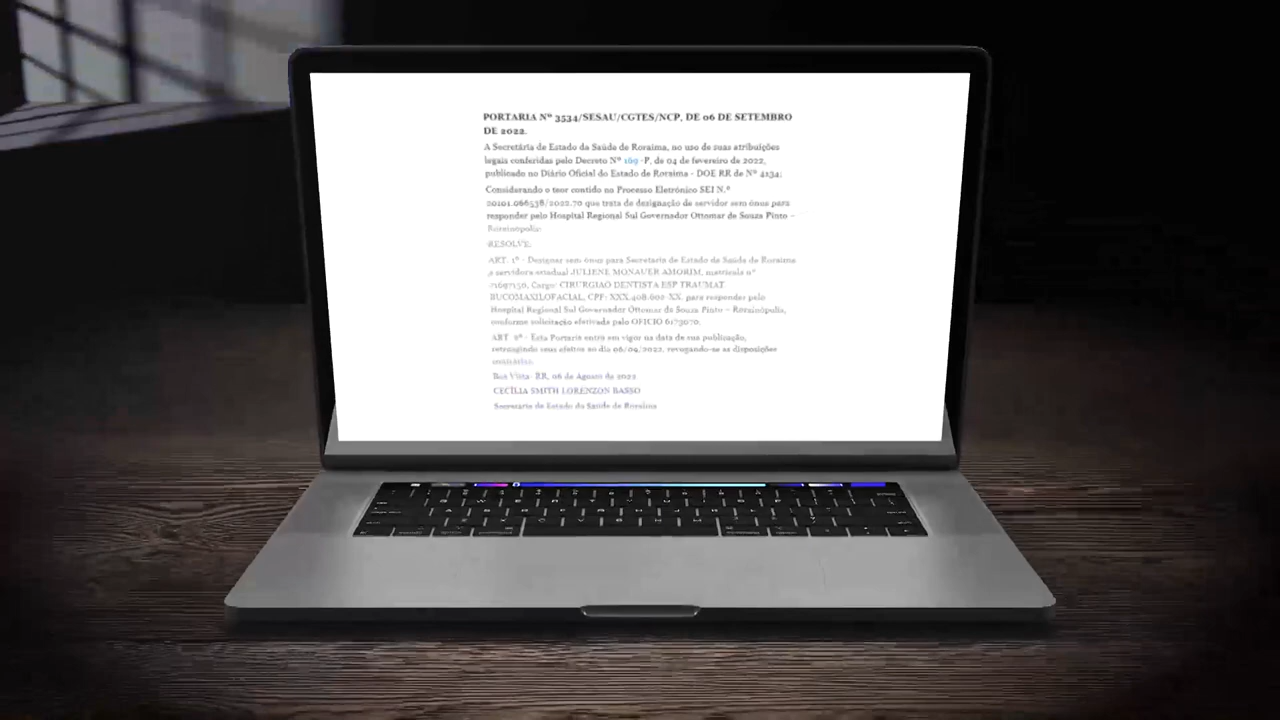 PORTARIA Nº 3534/SESAU/CGTES/NCP, DE 06 DE SETEMBRO
DE 2022.
A Secretária de Estado da Saúde de Roraima, no uso de suas atribuições
legais conferidas pelo Decreto Nº 169 -P, de 04 de fevereiro de 2022,
publicado no Diário Oficial do Estado de Roraima - DOE RR de Nº 4134;
Considerando o teor contido no Processo Eletrônico SEI N.º
20101.066538/2022.70 que trata de designação de servidor sem ônus para
responder pelo Hospital Regional Sul Governador Ottomar de Souza Pinto –
Rorainópolis;
RESOLVE:
ART. 1º - Designar sem ônus para Secretaria de Estado da Saúde de Roraima
servidora estadual JULIENE MONAUER AMORIM, matrícula nº
Cargo: CIRURGIAO DENTISTA ESP TRAUMAT
BUCOMAXILOFACIAL, CPF: XXX.408.602-XX, para responder pelo
Hospital Regional Sul Governador Ottomar de Souza Pinto – Rorainópolis,
conforme solicitação efetivada pelo OFICIO
ART. 2º - Esta Portaria entra em vigor na data de sua publicação,
retroagindo seus efeitos ao dia 06/09/2022, revogando-se as disposições
Boa Vista- RR, 06 de Agosto de 2022
CECÍLIA SMITH LORENZON BASSO
Secretária de Estado da Saúde de Roraima